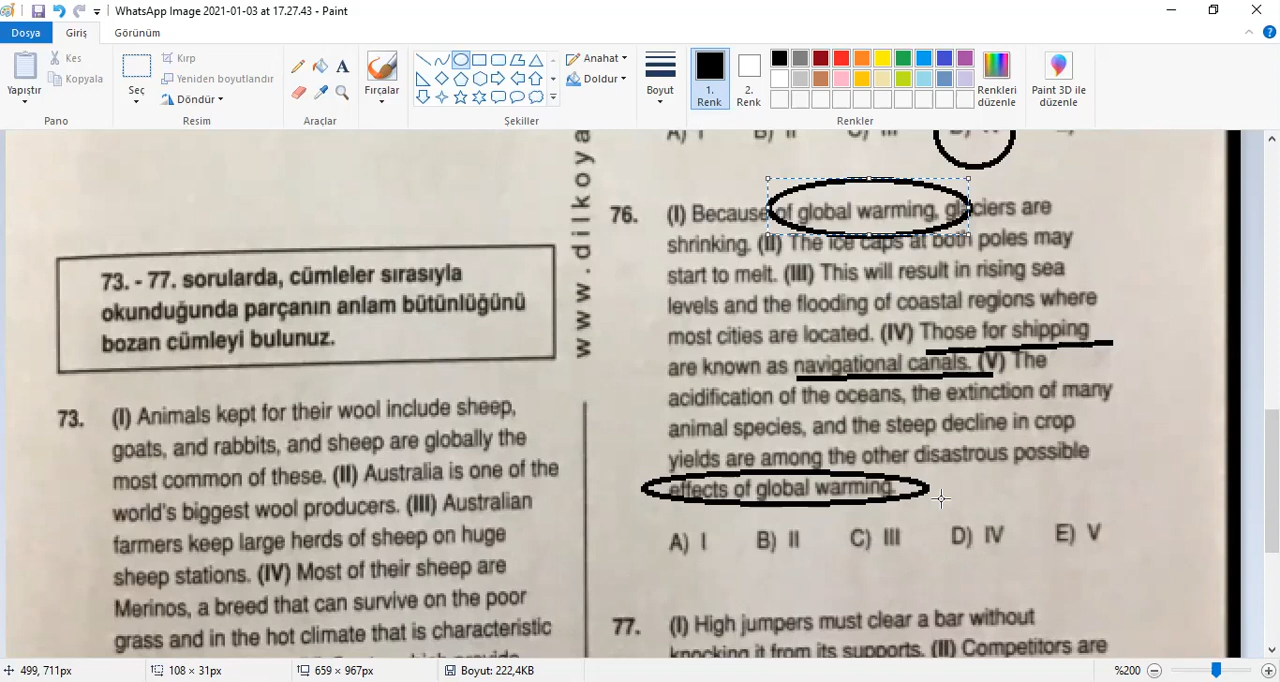 WhatsApp Image 2021-01-03 at 17.27.43 - Paint
Dosya
Giriş
Görünüm
Yapıştır
Kes
Kopyala
Pano
Seç
Kırp
Yeniden boyutlandır
Döndür
Resim
Fırçalar
Araçlar
Anahat
Doldur
Şekiller
Boyut
1.
Renk
2.
Renk
Renkleri
düzenle
Renkler
Paint 3D ile
düzenle
www.dilkoya
73. - 77. sorularda, cümleler sırasıyla
okunduğunda parçanın anlam bütünlüğünü
bozan cümleyi bulunuz.
73. (I) Animals kept for their wool include sheep,
goats, and rabbits, and sheep are globally the
most common of these. (II) Australia is one of the
world's biggest wool producers. (III) Australian
farmers keep large herds of sheep on huge
sheep stations. (IV) Most of their sheep are
Merinos, a breed that can survive on the poor
grass and in the hot climate that is characteristic
A) I B) II C) III
76. (I) Because of global warming, glaciers are
shrinking. (II) The ice caps at both poles may
start to melt. (III) This will result in rising sea
levels and the flooding of coastal regions where
most cities are located. (IV) Those for shipping
are known as navigational canals. (V) The
acidification of the oceans, the extinction of many
animal species, and the steep decline in crop
yields are among the other disastrous possible
effects of global warming.
A) I B) II C) III D) IV E) V
77. (I) High jumpers must clear a bar without
knocking it from its supports. (II) Competitors are
499, 711px
108 × 31px
659 × 967px
Boyut: 222,4KB
%200